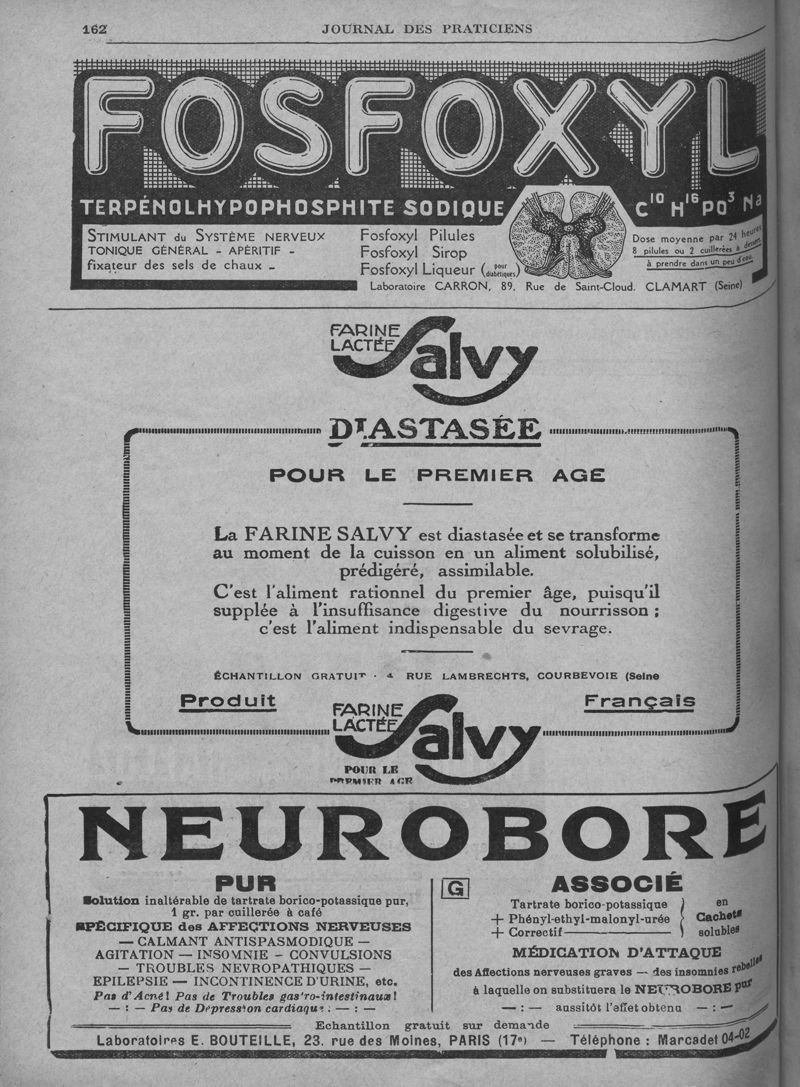 162
JOURNAL DES PRATICIENS
FOSFOXYL
TERPÉNOLHYPOPHOSPHITE SODIQUE
C¹⁰ H¹⁶ PO³ Na
STIMULANT du SYSTÈME NERVEUX
TONIQUE GÉNÉRAL - APÉRITIF -
fixateur des sels de chaux -
Fosfoxyl Pilules
Fosfoxyl Sirop
Fosfoxyl Liqueur (pour diabétiques)
Dose moyenne par 24 heures
8 pilules ou 2 cuillerées à dessert
à prendre dans un peu d'eau.
Laboratoire CARRON, 89, Rue de Saint-Cloud. CLAMART (Seine)
FARINE
LACTÉE
Salvy
DIASTASÉE
POUR LE PREMIER AGE
La FARINE SALVY est diastasée et se transforme
au moment de la cuisson en un aliment solubilisé,
prédigéré, assimilable.
C'est l'aliment rationnel du premier âge, puisqu'il
supplée à l'insuffisance digestive du nourrisson ;
c'est l'aliment indispensable du sevrage.
ÉCHANTILLON GRATUIT · 4 RUE LAMBRECHTS, COURBEVOIE (Seine
Produit
Français
FARINE
LACTÉE
Salvy
POUR LE
PREMIER AGE
NEUROBORE
PUR
Solution inaltérable de tartrate borico-potassique pur,
1 gr. par cuillerée à café
SPÉCIFIQUE des AFFECTIONS NERVEUSES
— CALMANT ANTISPASMODIQUE —
AGITATION — INSOMNIE - CONVULSIONS
— TROUBLES NEVROPATHIQUES —
EPILEPSIE — INCONTINENCE D'URINE, etc.
Pas d'Acné! Pas de Troubles gastro-intestinaux!
— : — Pas de Dépression cardiaque : — : —
G
ASSOCIÉ
Tartrate borico-potassique
+ Phényl-ethyl-malonyl-urée
+ Correctif
en
Cachets
solubles
MÉDICATION D'ATTAQUE
des Affections nerveuses graves — des insomnies rebelles
à laquelle on substituera le NEUROBORE pur
— : — aussitôt l'effet obtenu — : —
Echantillon gratuit sur demande
Laboratoires E. BOUTEILLE, 23, rue des Moines, PARIS (17ᵉ) — Téléphone : Marcadet 04-02